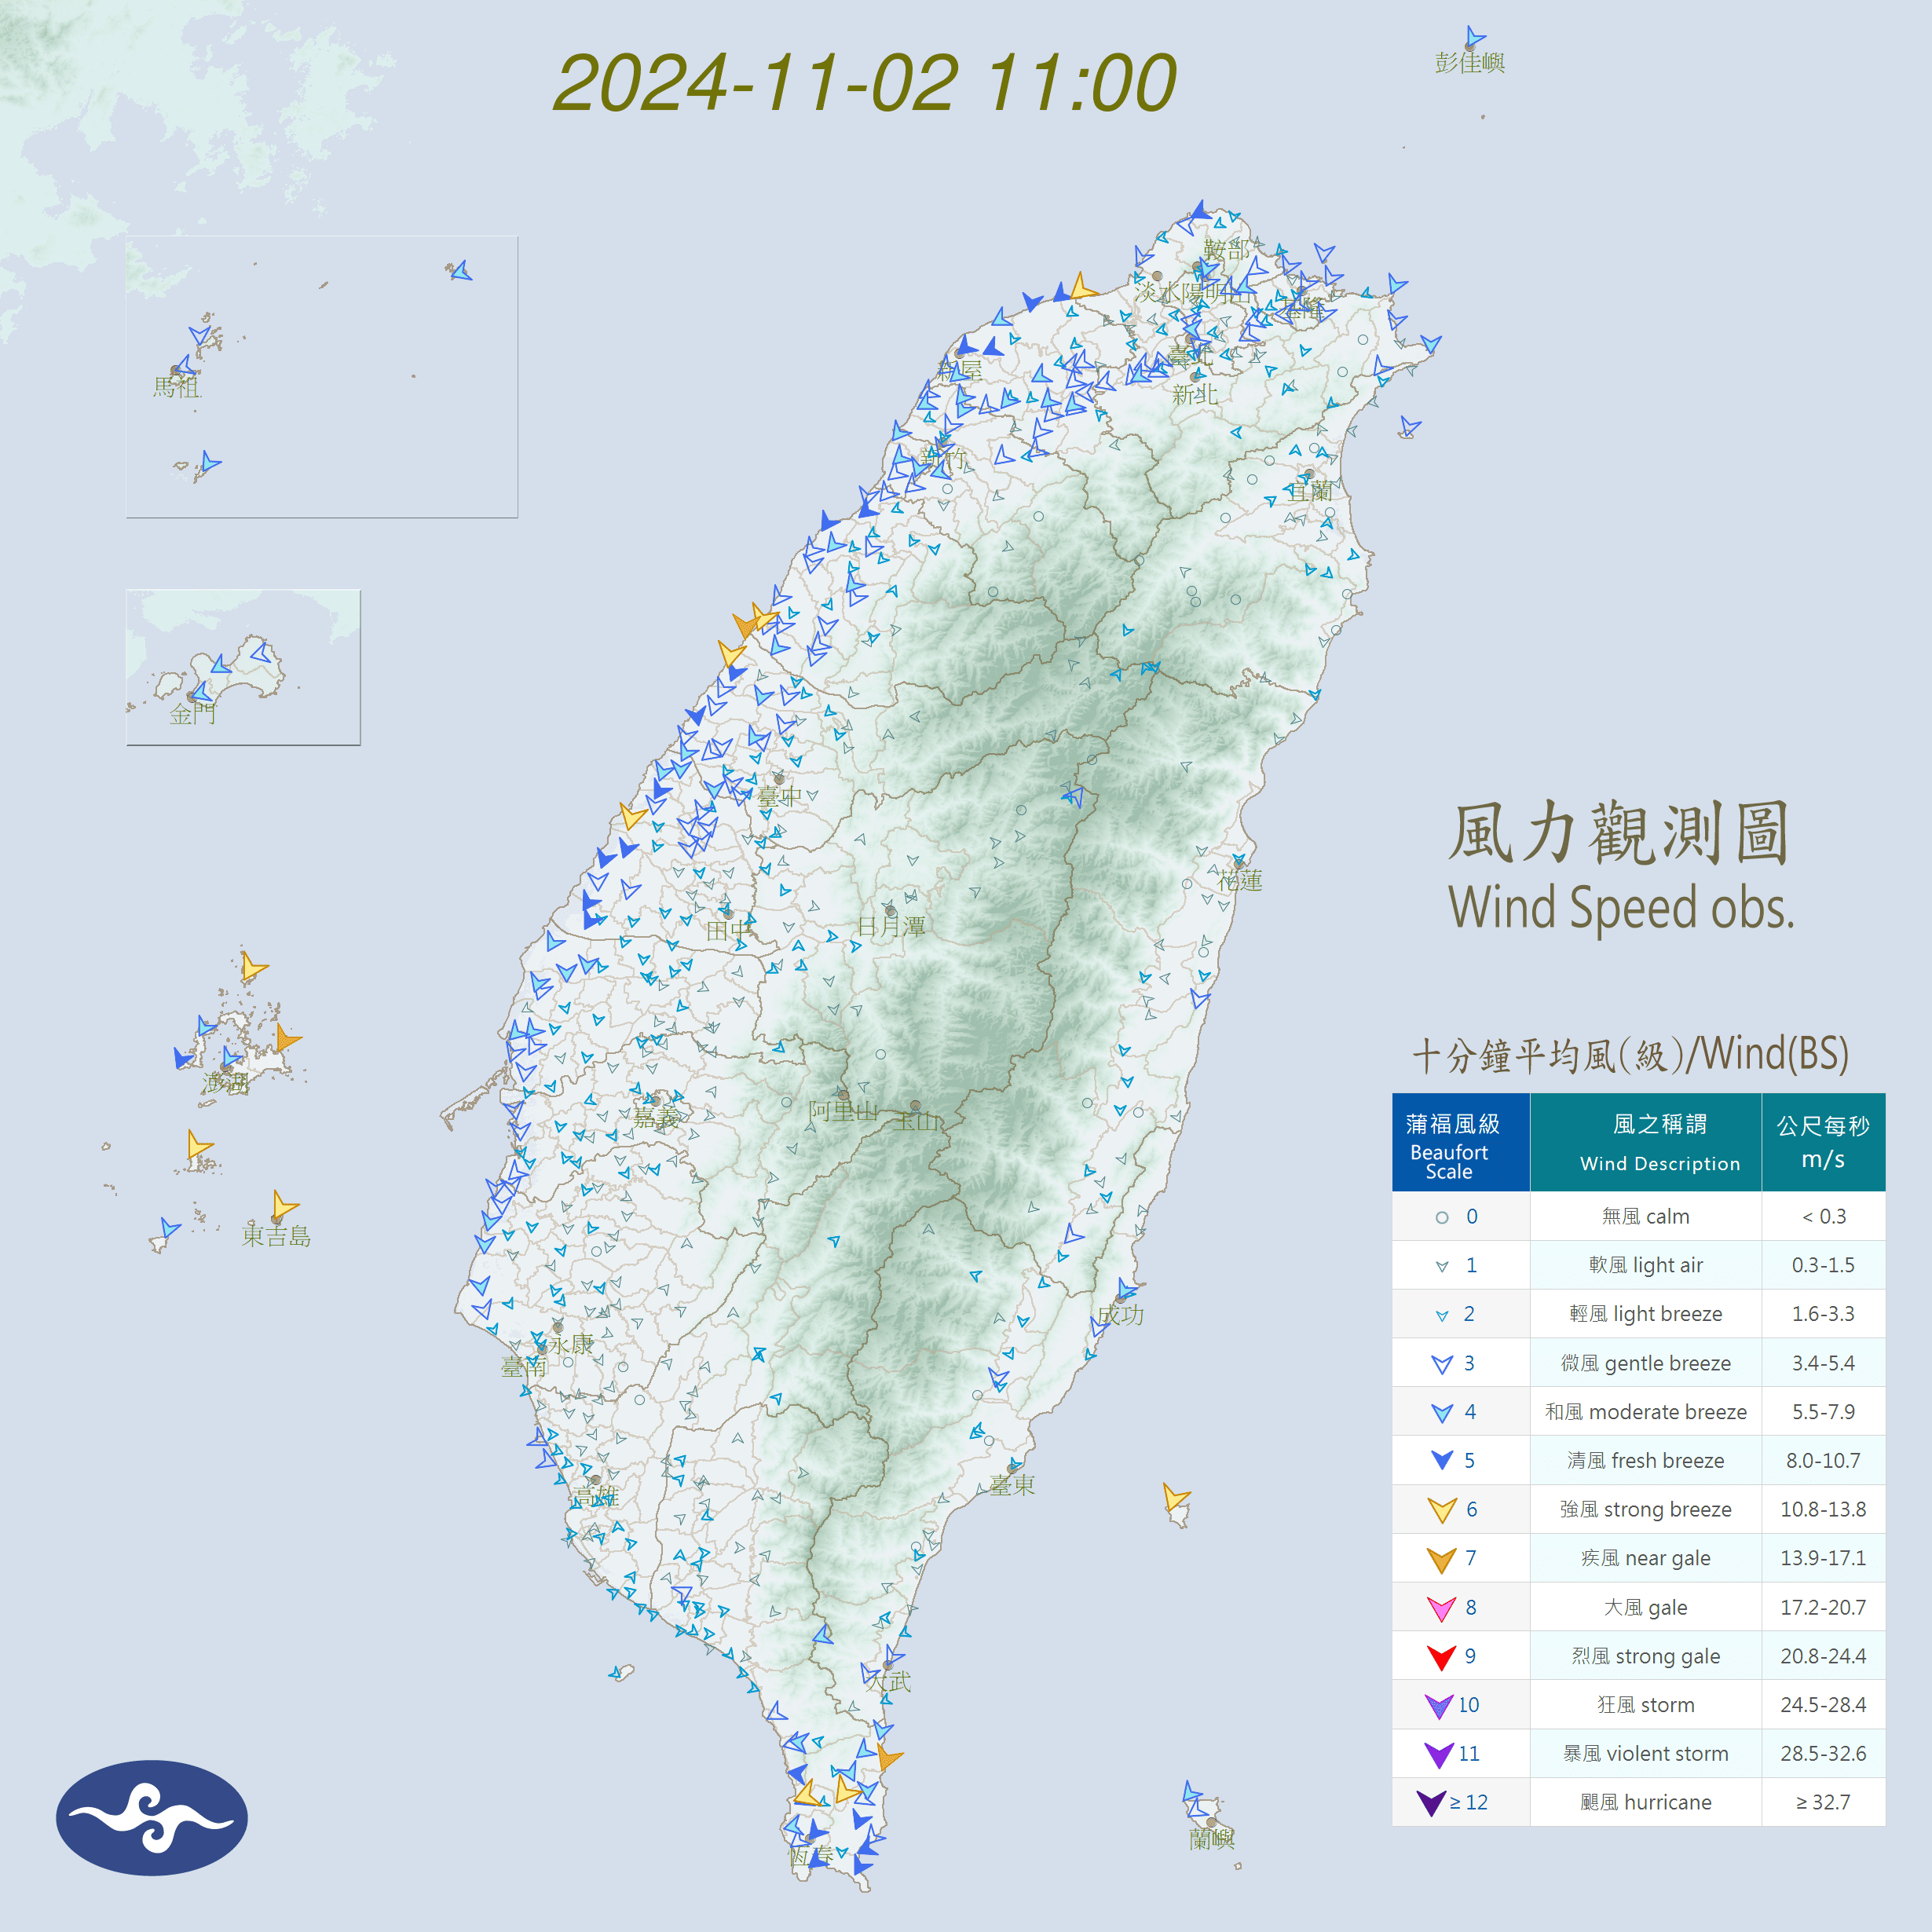 2024-11-02 11:00
彭佳嶼
鞍部
淡水
陽明山
基隆
臺北
新屋
新北
馬祖
新竹
宜蘭
金門
臺中
花蓮
田中
日月潭
澎湖
阿里山
玉山
嘉義
東吉島
成功
永康
臺南
臺東
高雄
大武
蘭嶼
恆春
風力觀測圖
Wind Speed obs.
十分鐘平均風(級)/Wind(BS)
蒲福風級 風之稱謂 公尺每秒
Beaufort Scale Wind Description m/s
0 無風 calm < 0.3
1 軟風 light air 0.3-1.5
2 輕風 light breeze 1.6-3.3
3 微風 gentle breeze 3.4-5.4
4 和風 moderate breeze 5.5-7.9
5 清風 fresh breeze 8.0-10.7
6 強風 strong breeze 10.8-13.8
7 疾風 near gale 13.9-17.1
8 大風 gale 17.2-20.7
9 烈風 strong gale 20.8-24.4
10 狂風 storm 24.5-28.4
11 暴風 violent storm 28.5-32.6
≥ 12 颶風 hurricane ≥ 32.7